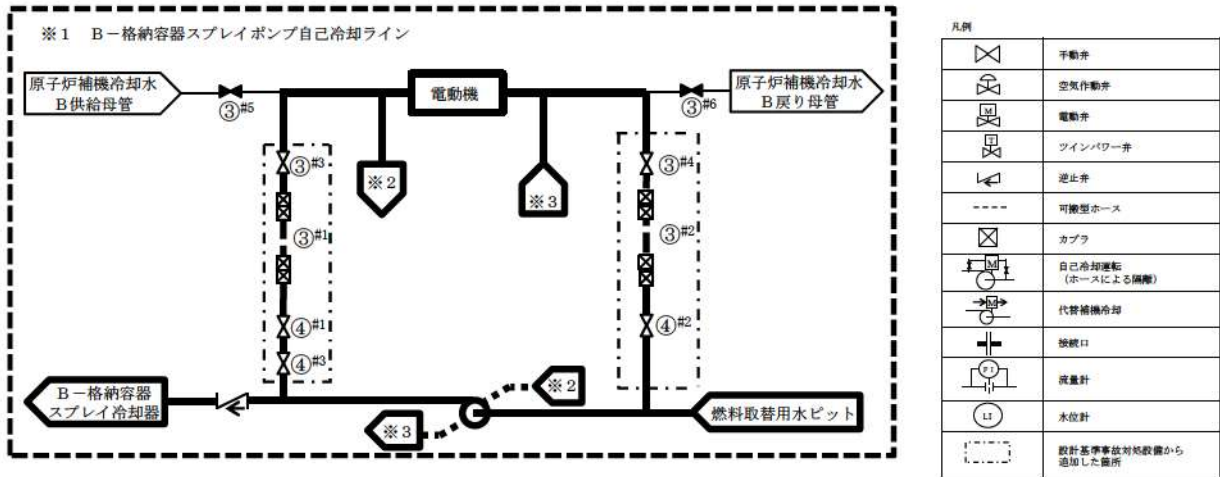 ※1　B－格納容器スプレイポンプ自己冷却ライン
原子炉補機冷却水
B供給母管
③#5
電動機
③#6
原子炉補機冷却水
B戻り母管
③#3
※2
※3
③#4
③#1
③#2
④#1
④#2
④#3
B－格納容器
スプレイ冷却器
※2
※3
燃料取替用水ピット
凡例
手動弁
空気作動弁
M
電動弁
T
ツインパワー弁
逆止弁
可搬型ホース
カプラ
M
自己冷却運転
(ホースによる隔離)
M
代替補機冷却
接続口
FI
流量計
LI
水位計
設計基準事故対処設備から
追加した箇所